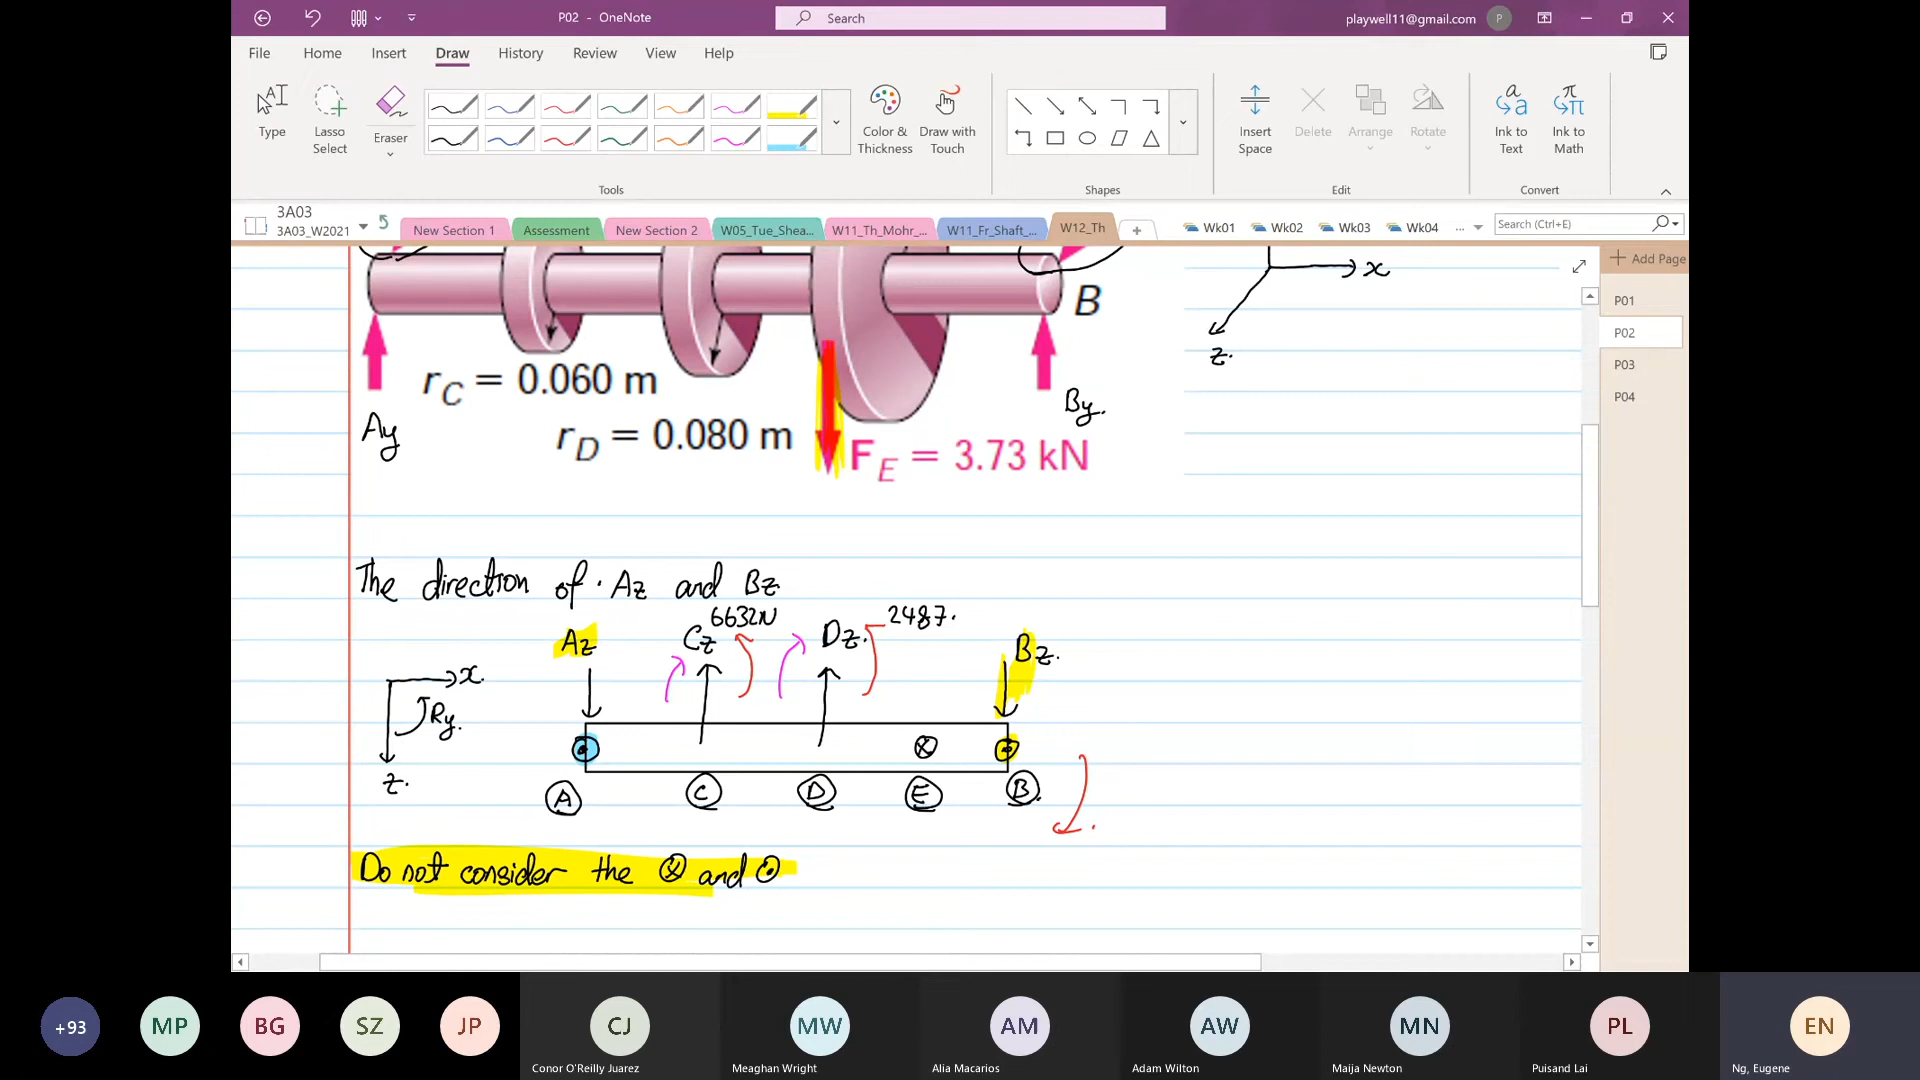 P02 - OneNote
Search
playwell11@gmail.com
P
File Home Insert Draw History Review View Help
Type
Lasso Select
Eraser
Color & Thickness
Draw with Touch
Insert Space
Delete
Arrange
Rotate
Ink to Text
Ink to Math
Tools
Shapes
Edit
Convert
3A03
3A03_W2021
New Section 1
Assessment
New Section 2
W05_Tue_Shea...
W11_Th_Mohr_...
W11_Fr_Shaft_...
W12_Th
+
Wk01
Wk02
Wk03
Wk04
...
Search (Ctrl+E)
Add Page
P01
P02
P03
P04
x
z.
B
rC = 0.060 m
rD = 0.080 m
FE = 3.73 kN
Ay
By.
The direction of. Az and Bz
Az
Cz
6632N
Dz.
2487.
Bz.
x.
Ry.
z.
A
C
D
E
B
Do not consider the ⊗ and ⊙
+93
MP
BG
SZ
JP
CJ
Conor O'Reilly Juarez
MW
Meaghan Wright
AM
Alia Macarios
AW
Adam Wilton
MN
Maija Newton
PL
Puisand Lai
EN
Ng, Eugene